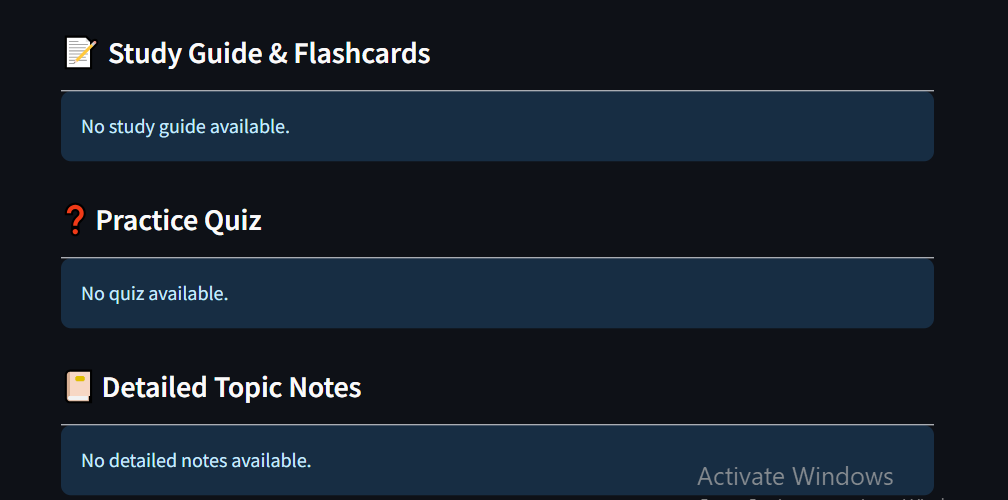 Study Guide & Flashcards
No study guide available.
Practice Quiz
No quiz available.
Detailed Topic Notes
No detailed notes available.
Activate Windows